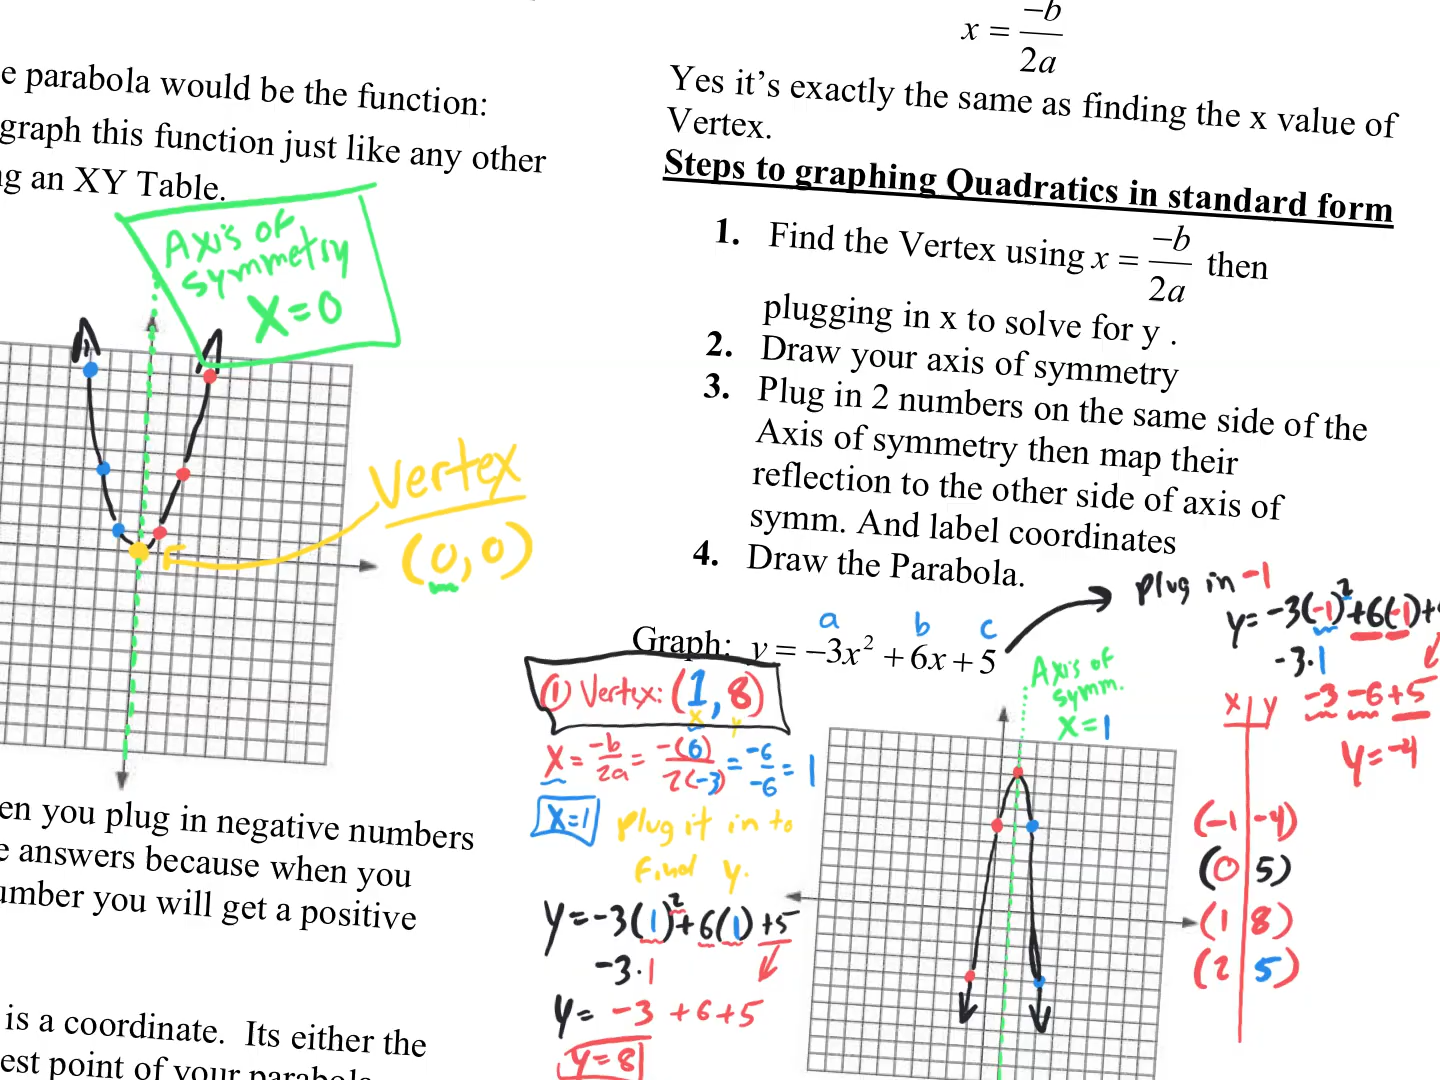 e parabola would be the function:
graph this function just like any other
ng an XY Table.
Axis of
symmetry
X=0
Vertex
(0,0)
en you plug in negative numbers
e answers because when you
umber you will get a positive
is a coordinate. Its either the
est point of your parabola
x = -b/2a
Yes it's exactly the same as finding the x value of
Vertex.
Steps to graphing Quadratics in standard form
1. Find the Vertex using x = -b/2a then
plugging in x to solve for y .
2. Draw your axis of symmetry
3. Plug in 2 numbers on the same side of the
Axis of symmetry then map their
reflection to the other side of axis of
symm. And label coordinates
4. Draw the Parabola.
a b c
Graph: y = -3x² + 6x + 5
① Vertex: (1, 8)
x y
X = -b/2a = -(6)/2(-3) = -6/-6 = 1
X=1 plug it in to
find y.
y=-3(1)²+6(1)+5
-3·1
y= -3 +6+5
y=8
Axis of
symm.
X=1
plug in -1
y=-3(-1)²+6(-1)+
-3·1
-3 -6 +5
y=-4
X Y
(-1 -4)
(0 5)
(1 8)
(2 5)